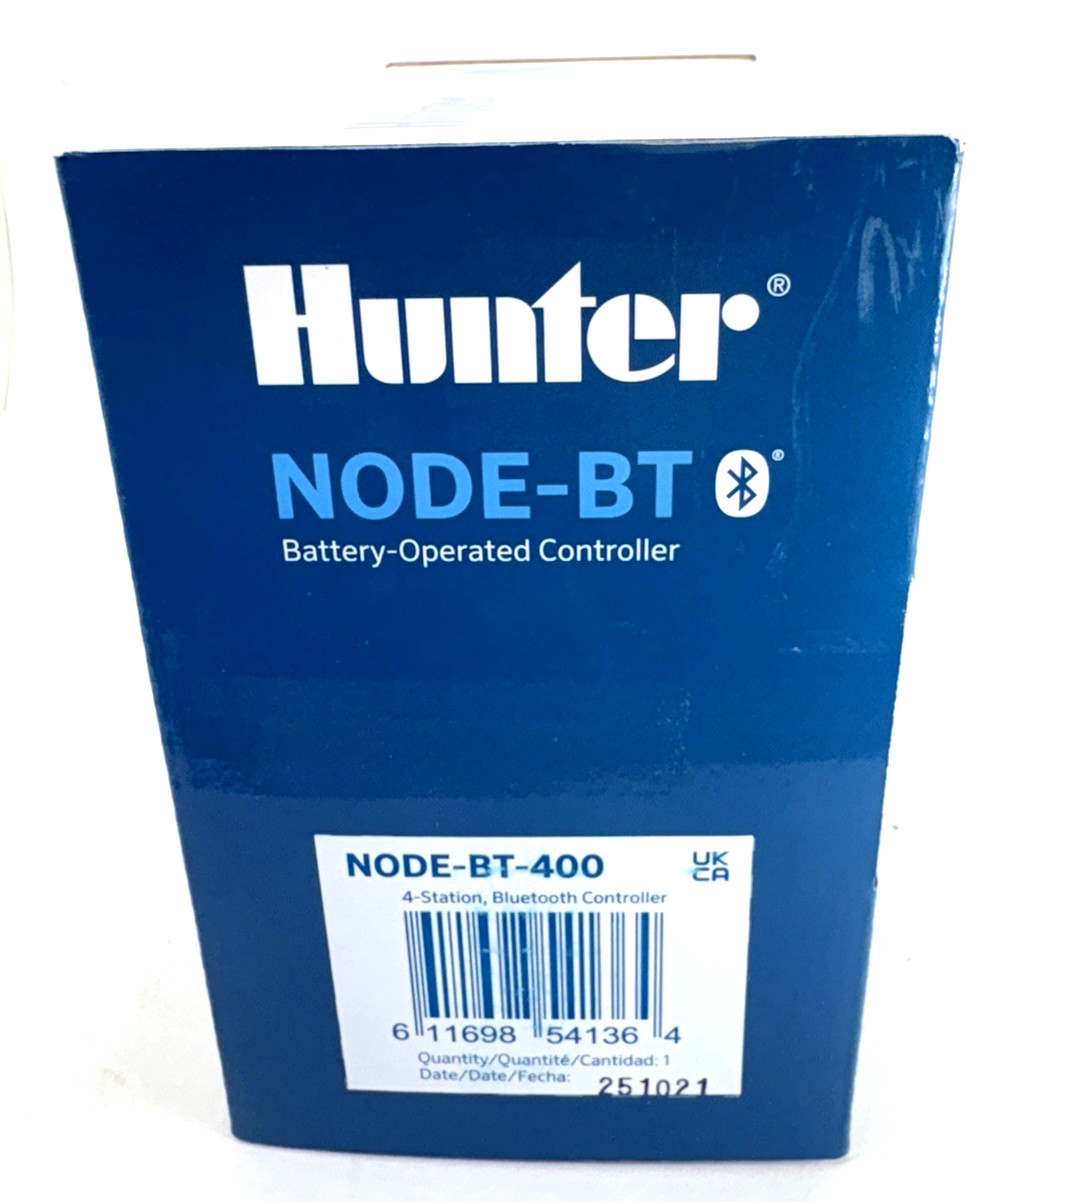 Hunter®
NODE-BT ®
Battery-Operated Controller
NODE-BT-400
UK
CA
4-Station, Bluetooth Controller
6 11698 54136 4
Quantity/Quantité/Cantidad: 1
Date/Date/Fecha: 251021